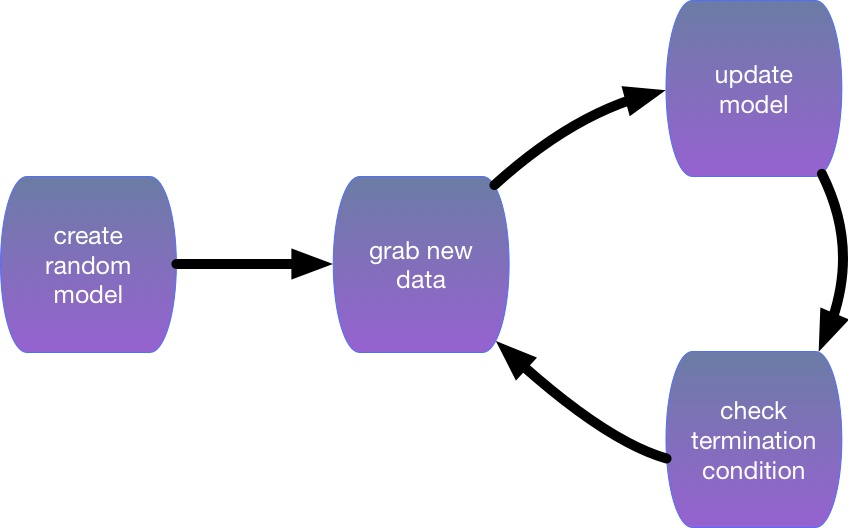 create
random
model
grab new
data
update
model
check
termination
condition